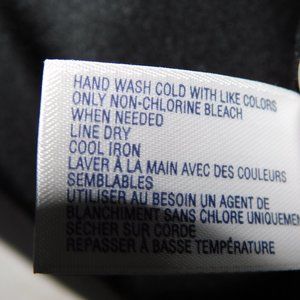 HAND WASH COLD WITH LIKE COLORS
ONLY NON-CHLORINE BLEACH
WHEN NEEDED
LINE DRY
COOL IRON
LAVER À LA MAIN AVEC DES COULEURS
SEMBLABLES
UTILISER AU BESOIN UN AGENT DE
BLANCHIMENT SANS CHLORE UNIQUEMEN
SÉCHER SUR CORDE
REPASSER À BASSE TEMPÉRATURE